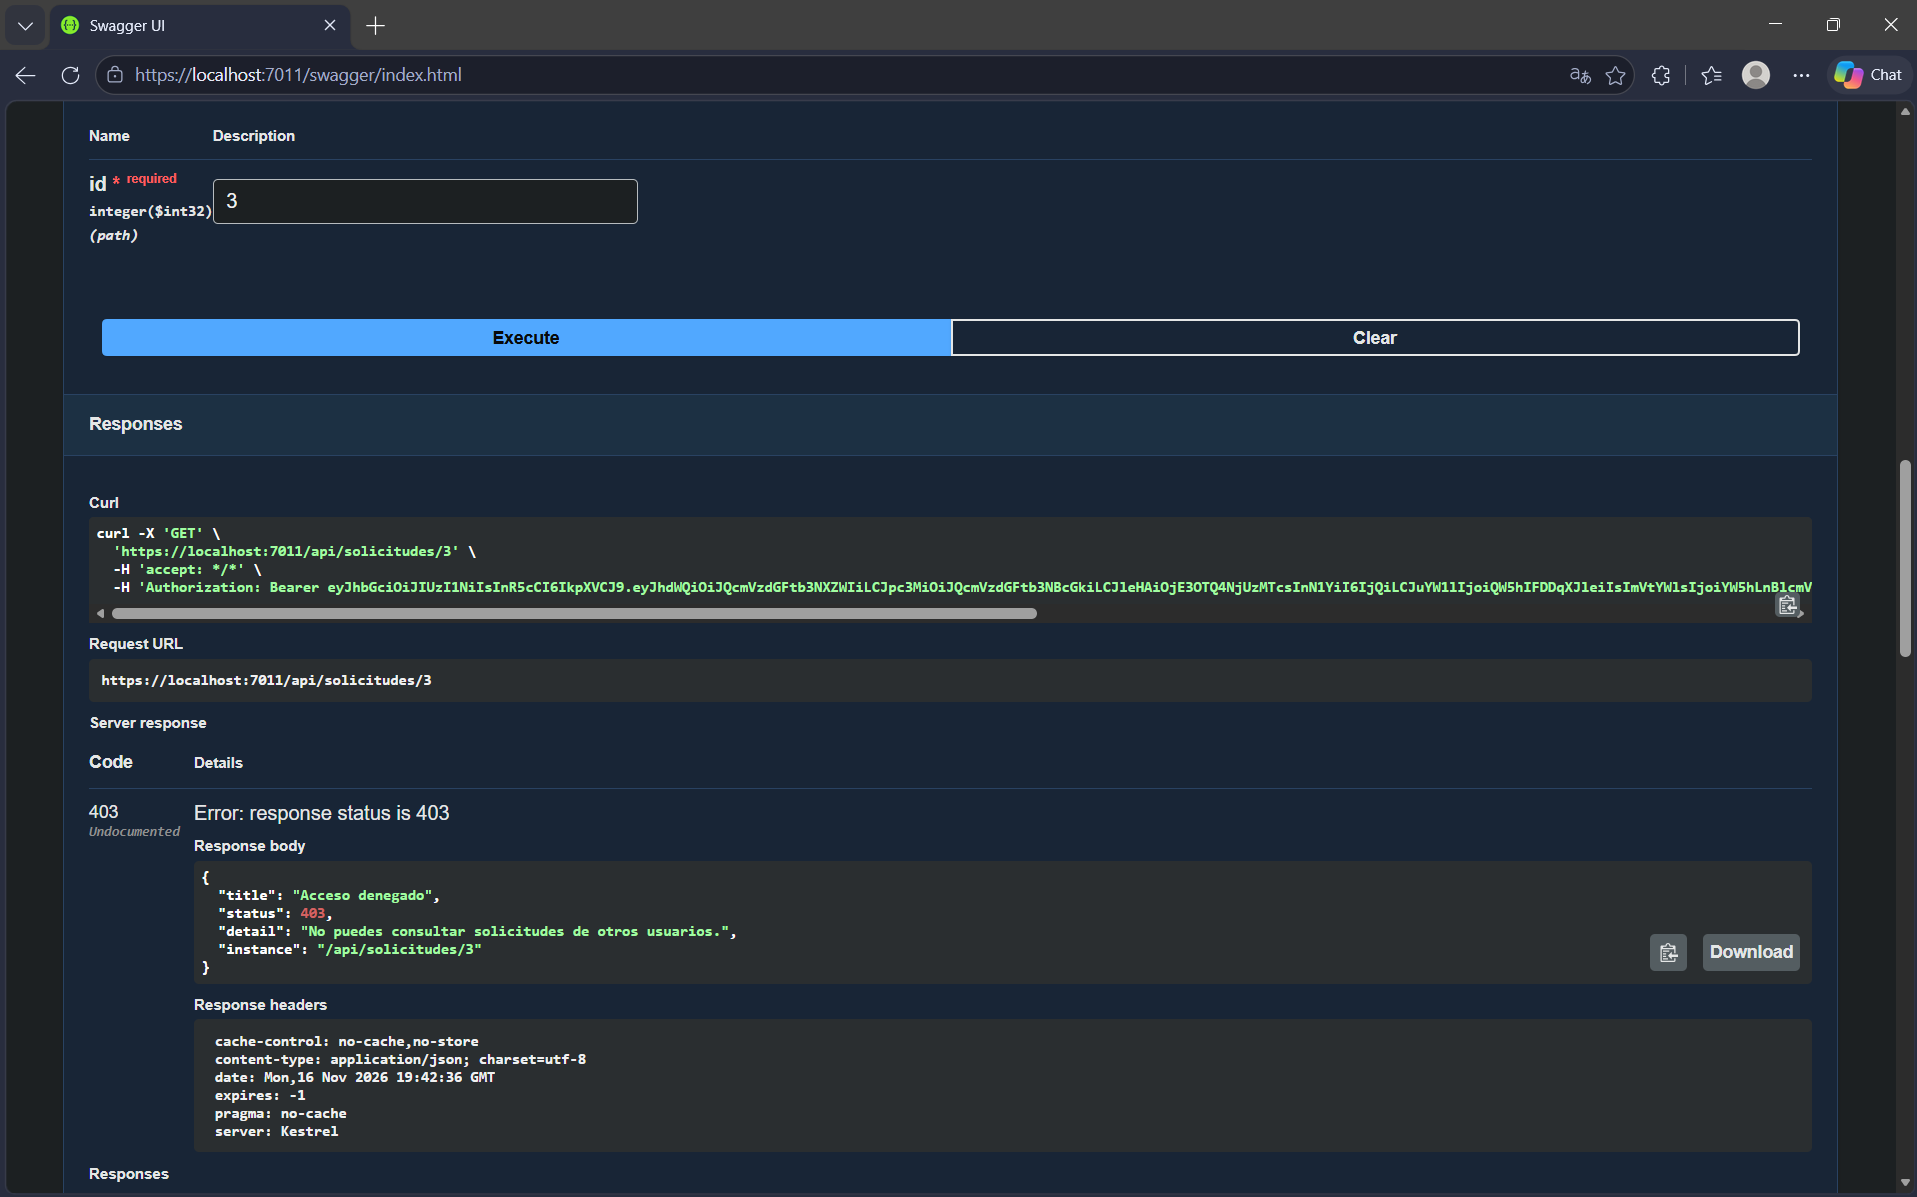 Swagger UI
https://localhost:7011/swagger/index.html
Chat
Name Description
id * required
integer($int32)
(path)
3
Execute Clear
Responses
Curl
curl -X 'GET' \
'https://localhost:7011/api/solicitudes/3' \
-H 'accept: */*' \
-H 'Authorization: Bearer eyJhbGciOiJIUzI1NiIsInR5cCI6IkpXVCJ9.eyJhdWQiOiJQcmVzdGFtb3NXZWIiLCJpc3MiOiJQcmVzdGFtb3NBcGkiLCJleHAiOjE3OTQ4NjUzMTcsInN1YiI6IjQiLCJuYW1lIjoiQW5hIFDDqXJleiIsImVtYWlsIjoiYW5hLnBlcmV
Request URL
https://localhost:7011/api/solicitudes/3
Server response
Code Details
403 Error: response status is 403
Undocumented
Response body
{
"title": "Acceso denegado",
"status": 403,
"detail": "No puedes consultar solicitudes de otros usuarios.",
"instance": "/api/solicitudes/3"
}
Download
Response headers
cache-control: no-cache,no-store
content-type: application/json; charset=utf-8
date: Mon,16 Nov 2026 19:42:36 GMT
expires: -1
pragma: no-cache
server: Kestrel
Responses